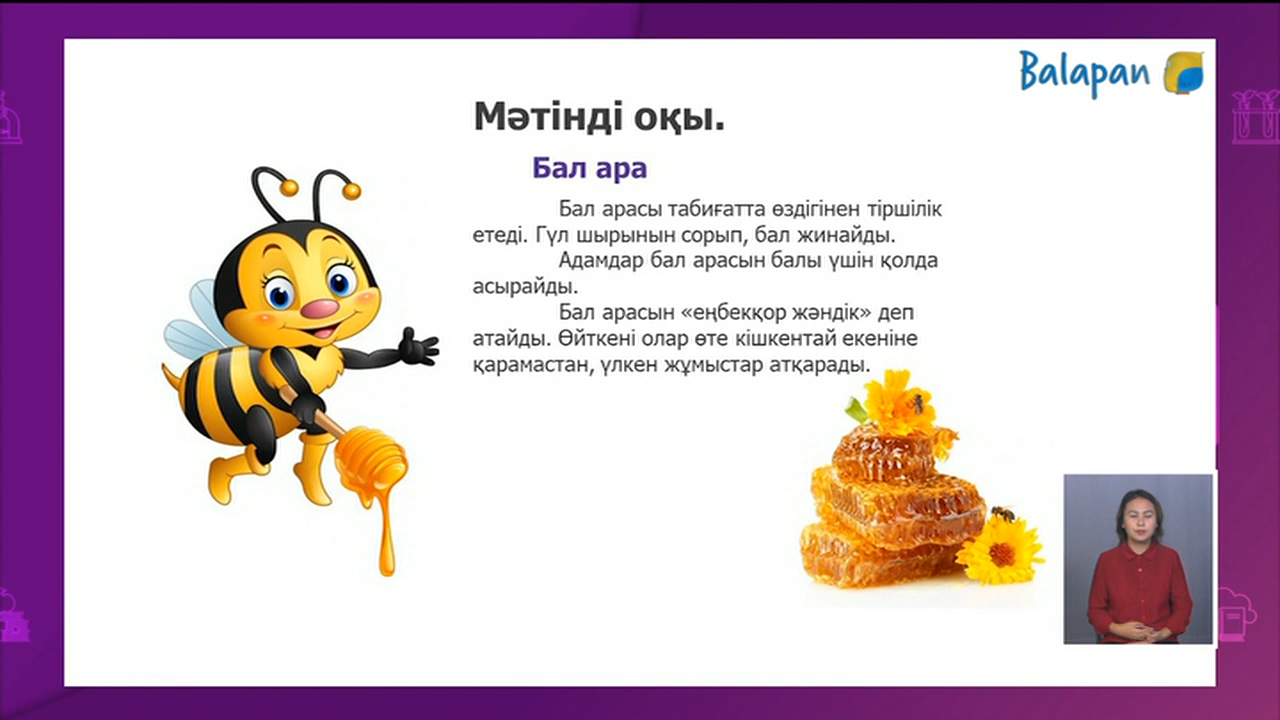 Balapan
Мәтінді оқы.
Бал ара
Бал арасы табиғатта өздігінен тіршілік
етеді. Гүл шырынын сорып, бал жинайды.
Адамдар бал арасын балы үшін қолда
асырайды.
Бал арасын «еңбекқор жәндік» деп
атайды. Өйткені олар өте кішкентай екеніне
қарамастан, үлкен жұмыстар атқарады.